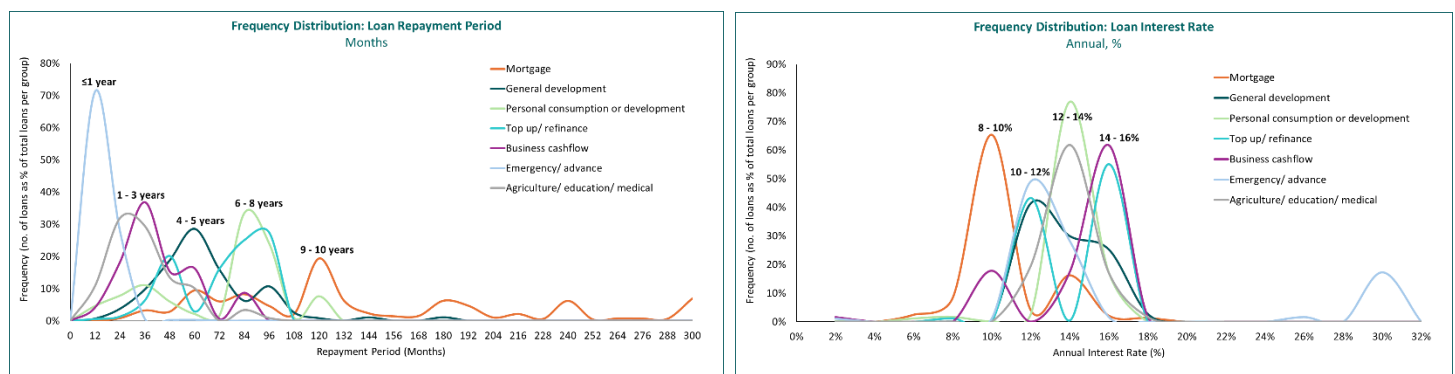 Frequency Distribution: Loan Repayment Period
Months
Frequency (no. of loans as % of total loans per group)
80%
70%
60%
50%
40%
30%
20%
10%
0%
≤1 year
1 - 3 years
4 - 5 years
6 - 8 years
9 - 10 years
Mortgage
General development
Personal consumption or development
Top up/ refinance
Business cashflow
Emergency/ advance
Agriculture/ education/ medical
0 12 24 36 48 60 72 84 96 108 120 132 144 156 168 180 192 204 216 228 240 252 264 276 288 300
Repayment Period (Months)
Frequency Distribution: Loan Interest Rate
Annual, %
Frequency (no. of loans as % of total loans per group)
90%
80%
70%
60%
50%
40%
30%
20%
10%
0%
8 - 10%
10 - 12%
12 - 14%
14 - 16%
Mortgage
General development
Personal consumption or development
Top up/ refinance
Business cashflow
Emergency/ advance
Agriculture/ education/ medical
0% 2% 4% 6% 8% 10% 12% 14% 16% 18% 20% 22% 24% 26% 28% 30% 32%
Annual Interest Rate (%)